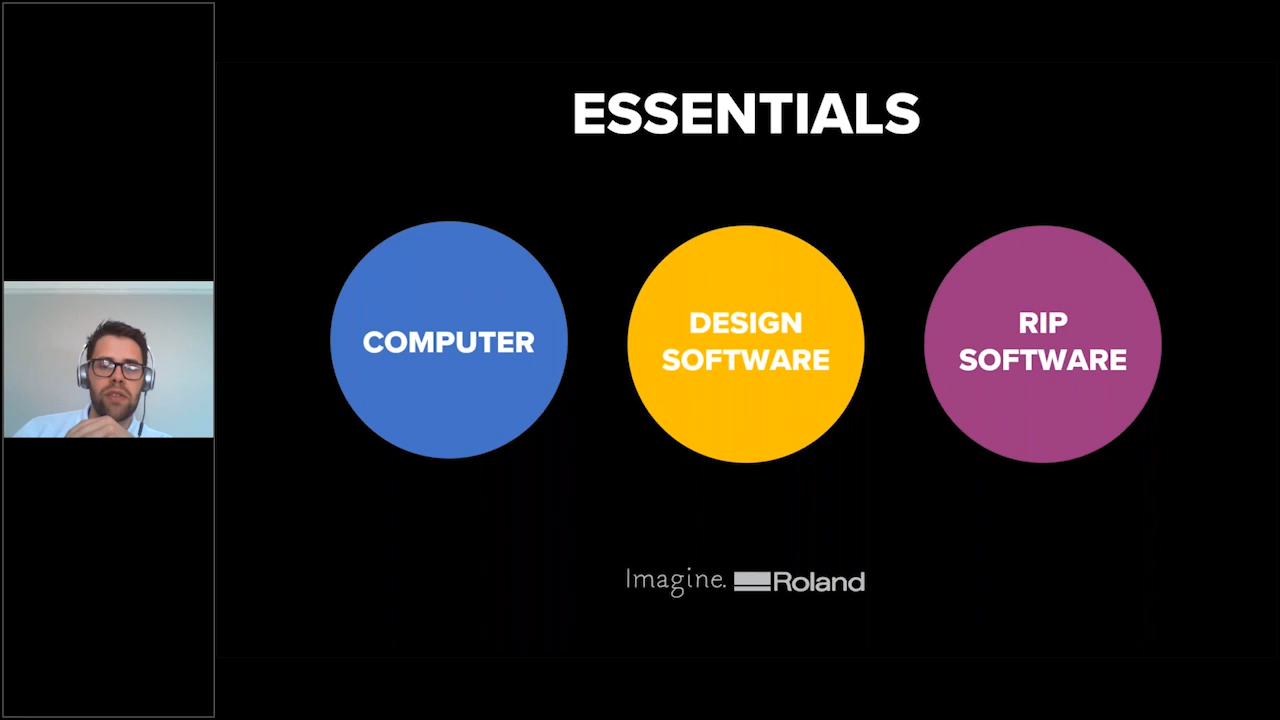 ESSENTIALS
COMPUTER
DESIGN
SOFTWARE
RIP
SOFTWARE
Imagine. Roland